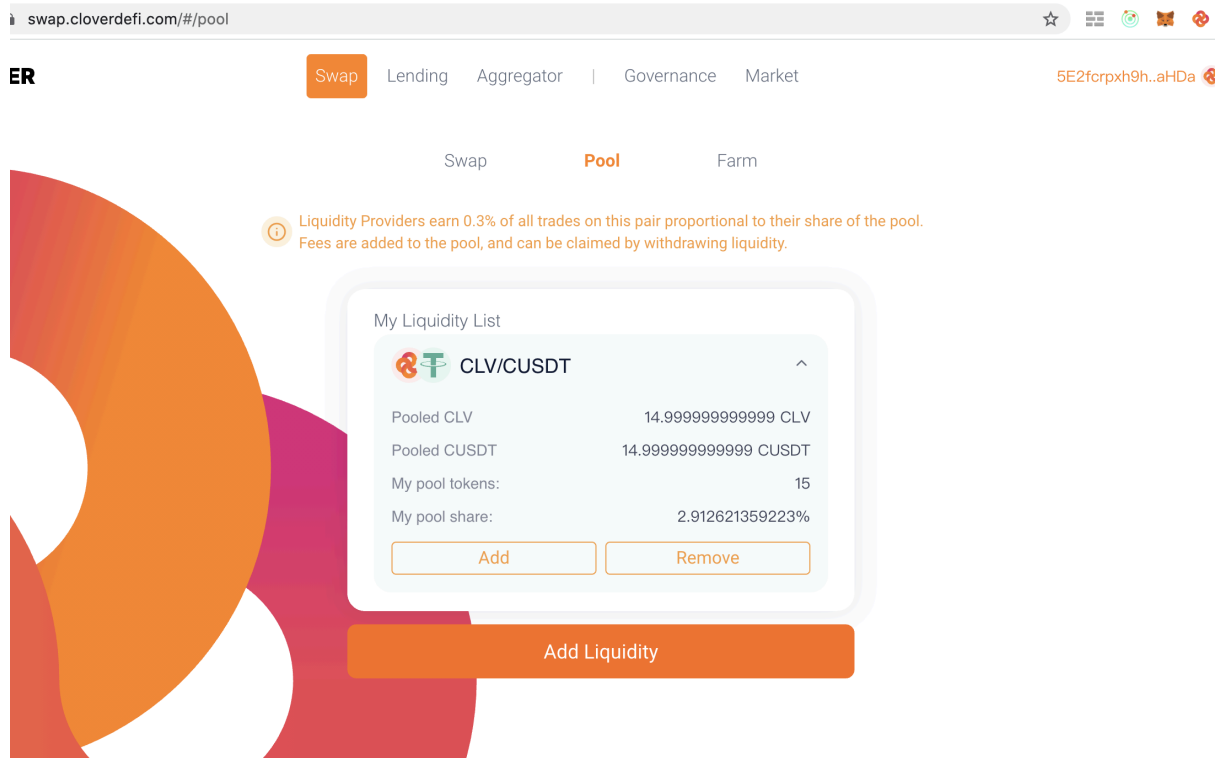 swap.cloverdefi.com/#/pool
ER
Swap Lending Aggregator | Governance Market
5E2fcrpxh9h..aHDa
Swap Pool Farm
Liquidity Providers earn 0.3% of all trades on this pair proportional to their share of the pool.
Fees are added to the pool, and can be claimed by withdrawing liquidity.
My Liquidity List
CLV/CUSDT
Pooled CLV 14.999999999999 CLV
Pooled CUSDT 14.999999999999 CUSDT
My pool tokens: 15
My pool share: 2.912621359223%
Add Remove
Add Liquidity